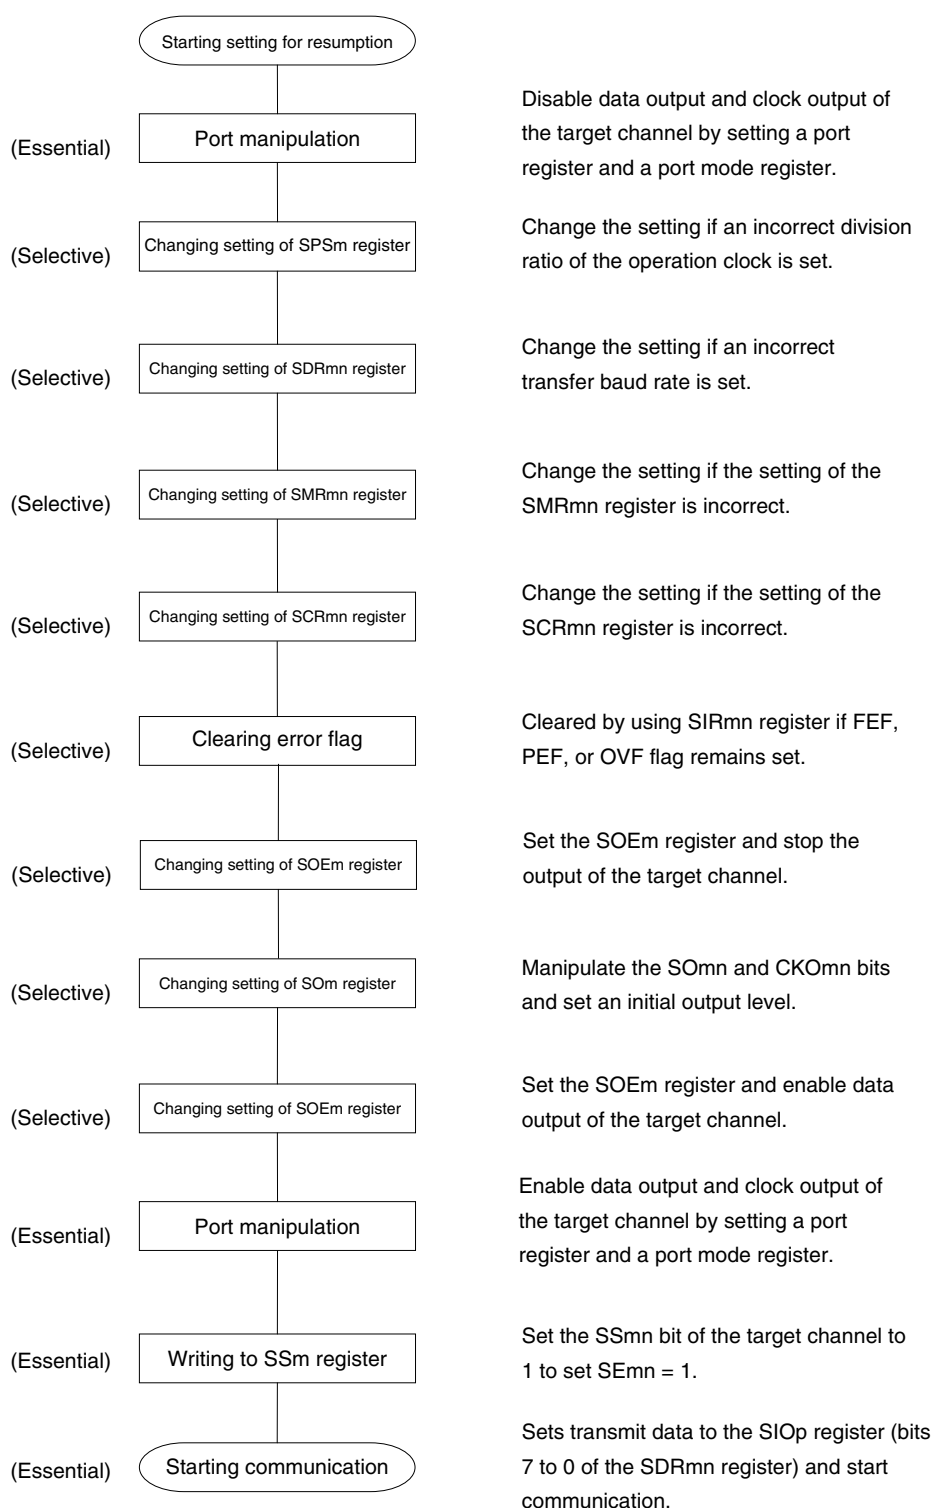 Starting setting for resumption
(Essential)
Port manipulation
Disable data output and clock output of
the target channel by setting a port
register and a port mode register.
(Selective)
Changing setting of SPSm register
Change the setting if an incorrect division
ratio of the operation clock is set.
(Selective)
Changing setting of SDRmn register
Change the setting if an incorrect
transfer baud rate is set.
(Selective)
Changing setting of SMRmn register
Change the setting if the setting of the
SMRmn register is incorrect.
(Selective)
Changing setting of SCRmn register
Change the setting if the setting of the
SCRmn register is incorrect.
(Selective)
Clearing error flag
Cleared by using SIRmn register if FEF,
PEF, or OVF flag remains set.
(Selective)
Changing setting of SOEm register
Set the SOEm register and stop the
output of the target channel.
(Selective)
Changing setting of SOm register
Manipulate the SOmn and CKOmn bits
and set an initial output level.
(Selective)
Changing setting of SOEm register
Set the SOEm register and enable data
output of the target channel.
(Essential)
Port manipulation
Enable data output and clock output of
the target channel by setting a port
register and a port mode register.
(Essential)
Writing to SSm register
Set the SSmn bit of the target channel to
1 to set SEmn = 1.
(Essential)
Starting communication
Sets transmit data to the SIOp register (bits
7 to 0 of the SDRmn register) and start
communication.